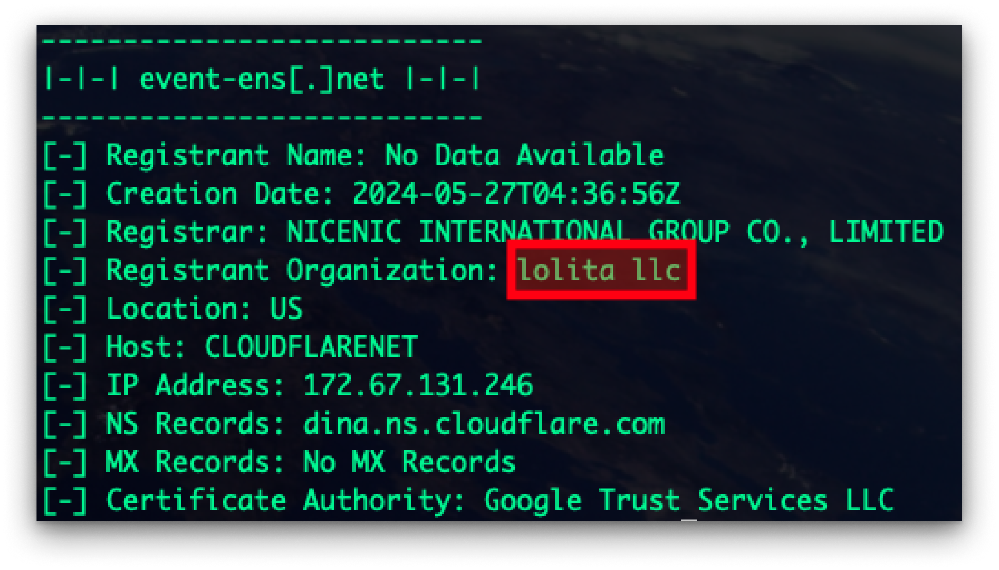 ---------------------------
|-|-| event-ens[.]net |-|-|
---------------------------
[-] Registrant Name: No Data Available
[-] Creation Date: 2024-05-27T04:36:56Z
[-] Registrar: NICENIC INTERNATIONAL GROUP CO., LIMITED
[-] Registrant Organization: lolita llc
[-] Location: US
[-] Host: CLOUDFLARENET
[-] IP Address: 172.67.131.246
[-] NS Records: dina.ns.cloudflare.com
[-] MX Records: No MX Records
[-] Certificate Authority: Google Trust Services LLC